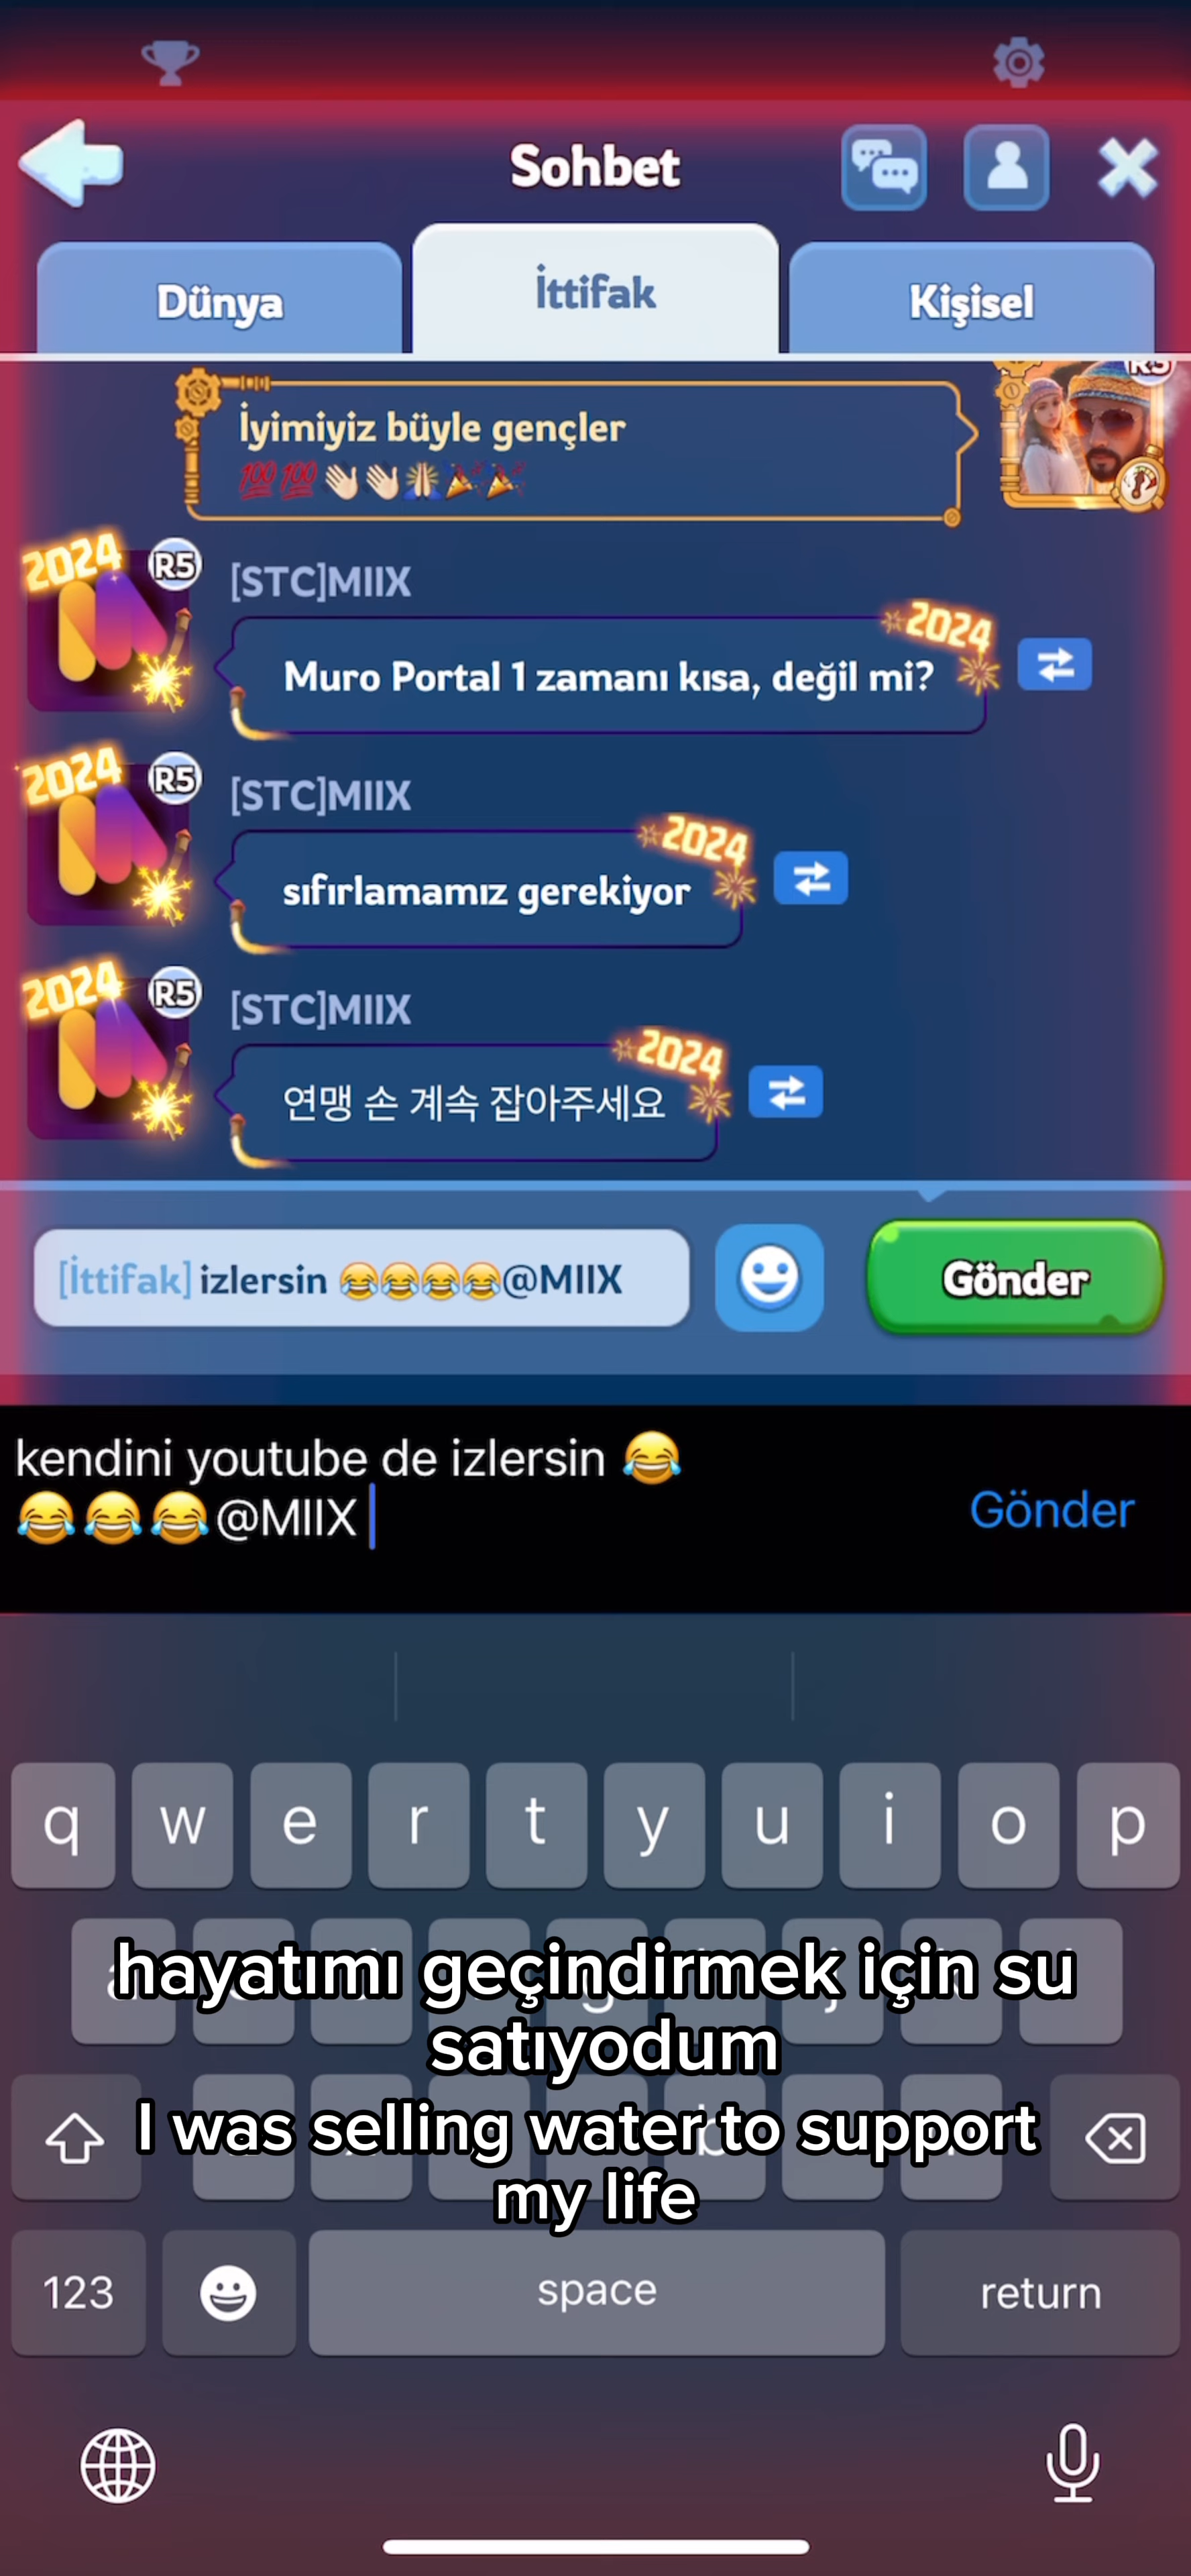 Sohbet
Dünya
İttifak
Kişisel
R5
İyimiyiz büyle gençler
💯💯👋🏻👋🏻🙏🏻🎉🎉
2024
R5
[STC]MIIX
2024
Muro Portal 1 zamanı kısa, değil mi?
2024
R5
[STC]MIIX
2024
sıfırlamamız gerekiyor
2024
R5
[STC]MIIX
2024
연맹 손 계속 잡아주세요
[İttifak] izlersin 😂😂😂😂@MIIX
Gönder
kendini youtube de izlersin 😂
😂😂😂@MIIX
Gönder
q w e r t y u i o p
hayatımı geçindirmek için su
satıyodum
I was selling water to support
my life
123
space
return